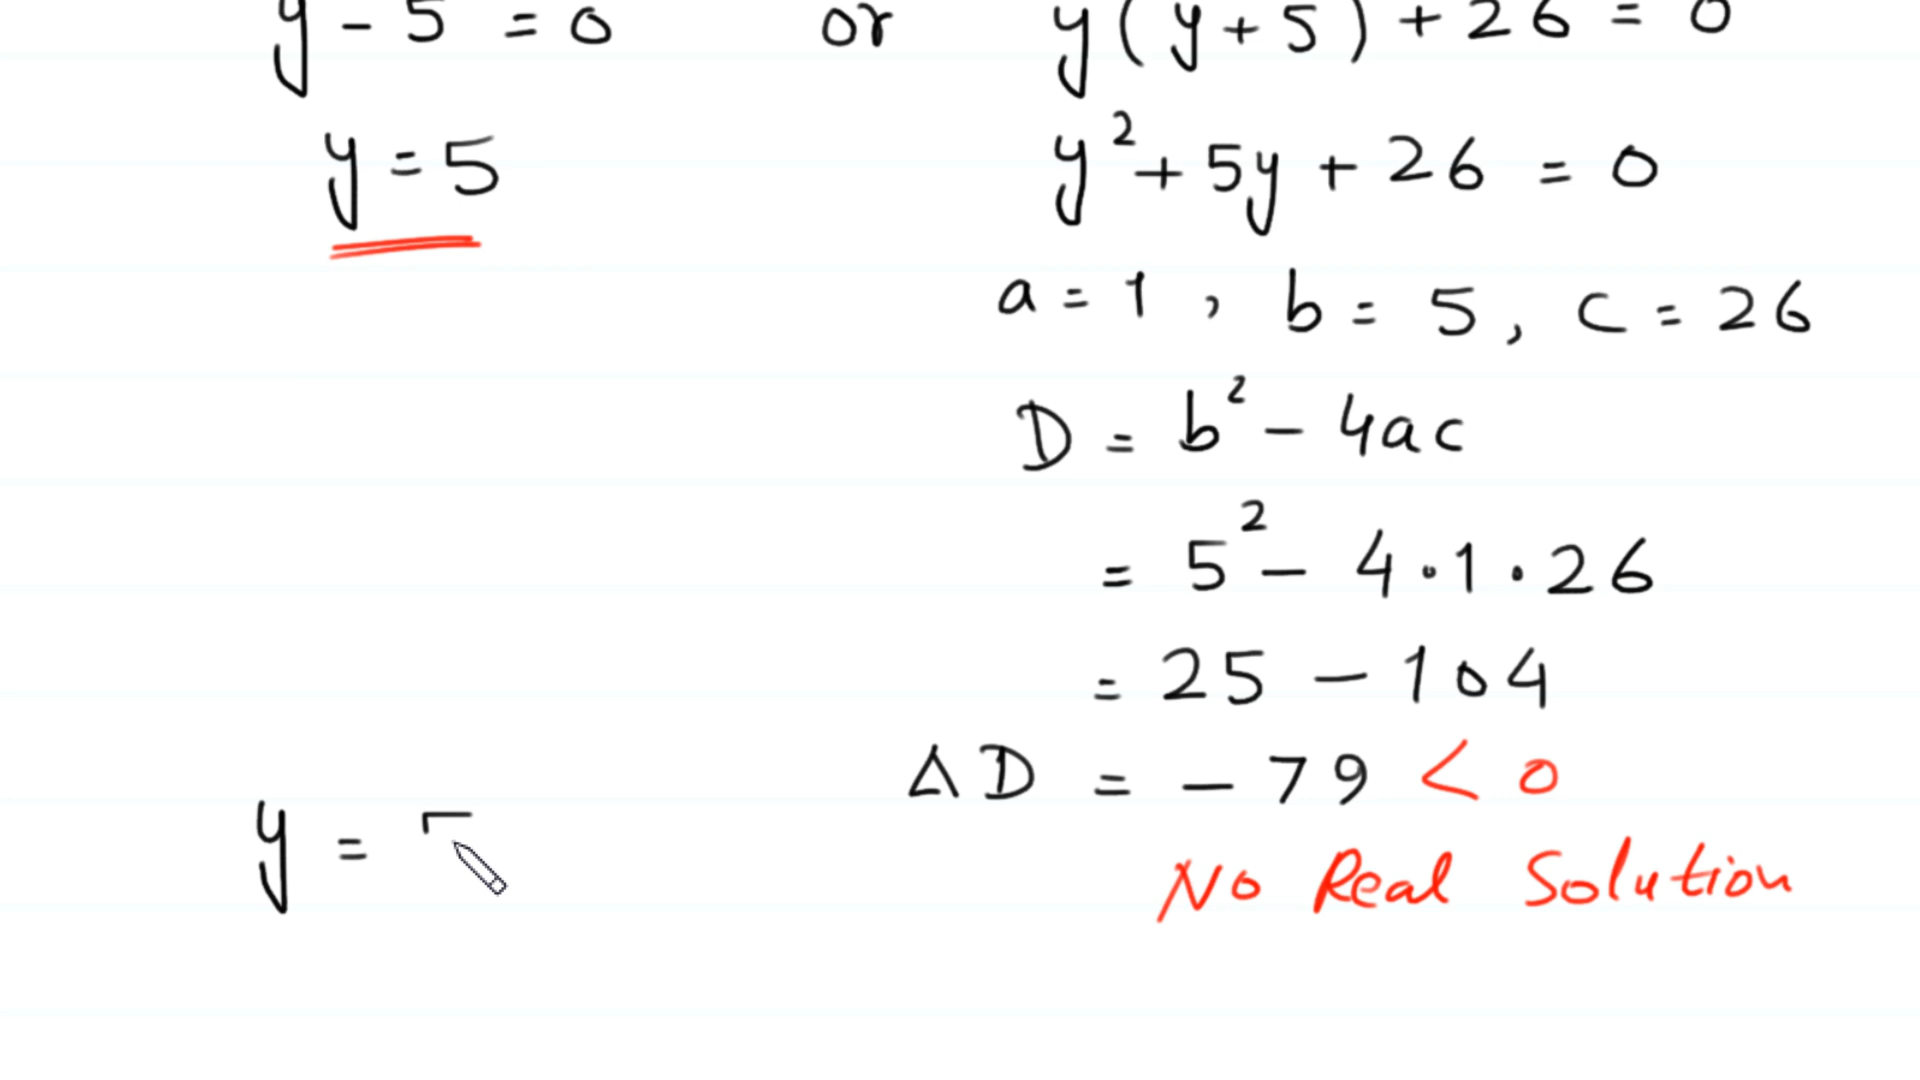 y - 5 = 0 or y(y+5) + 26 = 0
y = 5 y² + 5y + 26 = 0
a = 1 , b = 5 , c = 26
D = b² - 4ac
= 5² - 4 · 1 · 26
= 25 - 104
Δ D = - 79 < 0
y =
No Real Solution